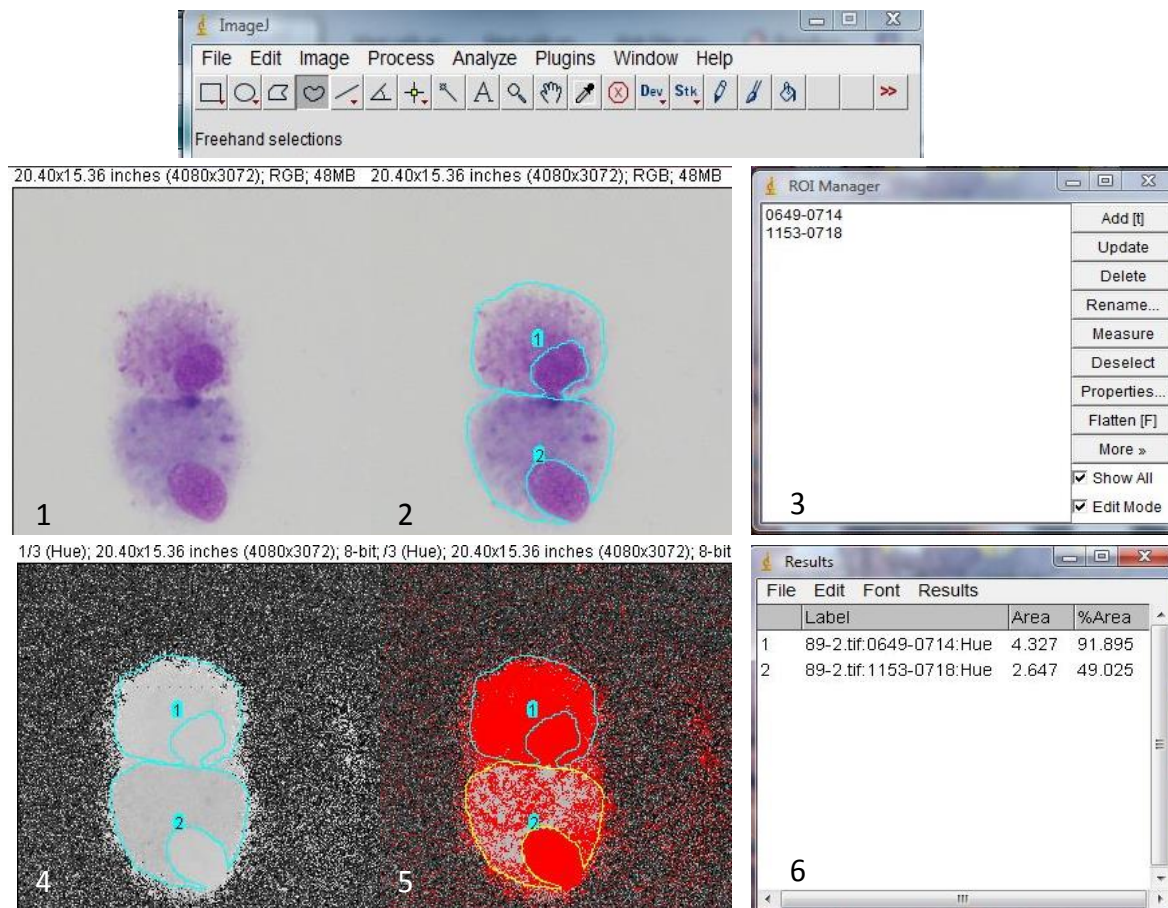 ImageJ
File Edit Image Process Analyze Plugins Window Help
A Dev Stk >>
Freehand selections
20.40x15.36 inches (4080x3072); RGB; 48MB 20.40x15.36 inches (4080x3072); RGB; 48MB
1
2
1 2
ROI Manager
0649-0714
1153-0718
Add [t]
Update
Delete
Rename...
Measure
Deselect
Properties...
Flatten [F]
More »
Show All
Edit Mode
3
1/3 (Hue); 20.40x15.36 inches (4080x3072); 8-bit; /3 (Hue); 20.40x15.36 inches (4080x3072); 8-bit
1 1
2 2
4 5
Results
File Edit Font Results
Label Area %Area
1 89-2.tif:0649-0714:Hue 4.327 91.895
2 89-2.tif:1153-0718:Hue 2.647 49.025
6